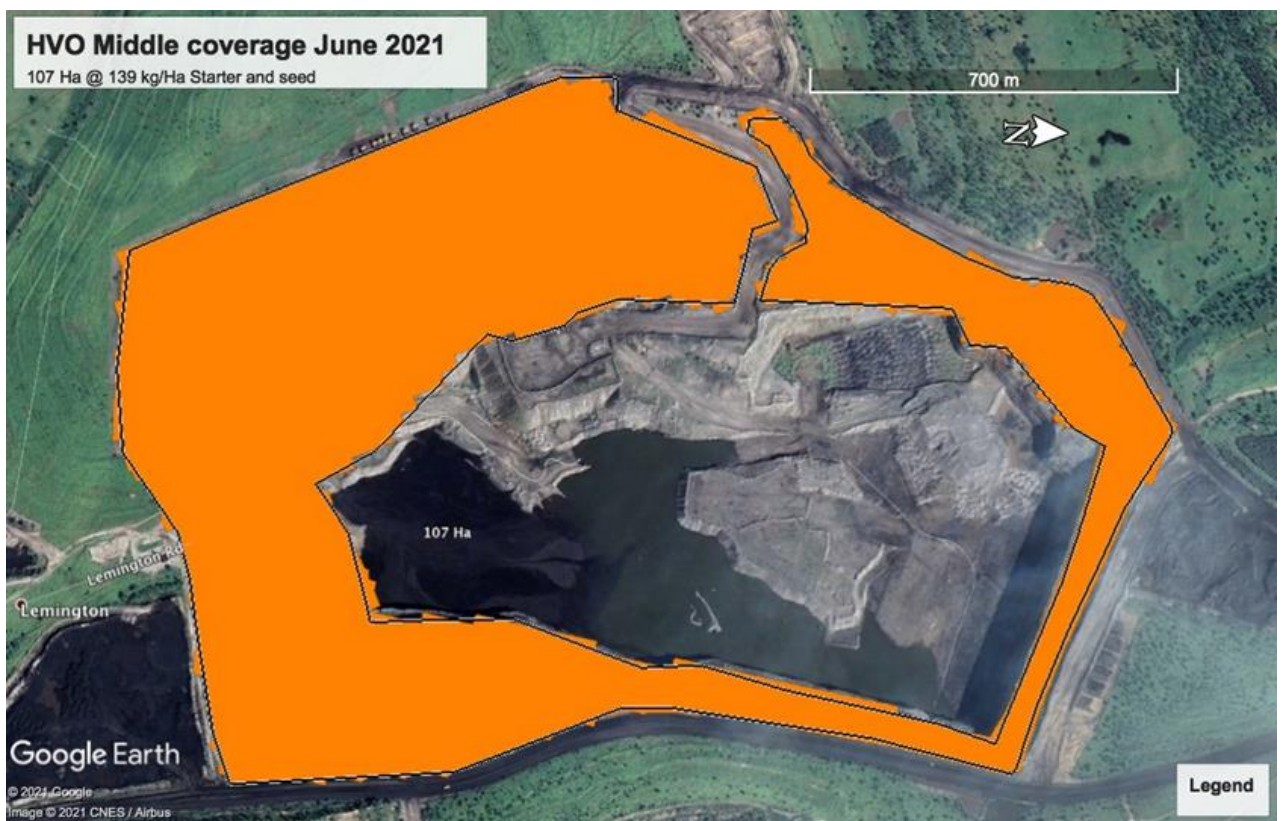 HVO Middle coverage June 2021
107 Ha @ 139 kg/Ha Starter and seed
700 m
N
107 Ha
Lemington Rd
Lemington
Google Earth
© 2021 Google
Image © 2021 CNES / Airbus
Legend